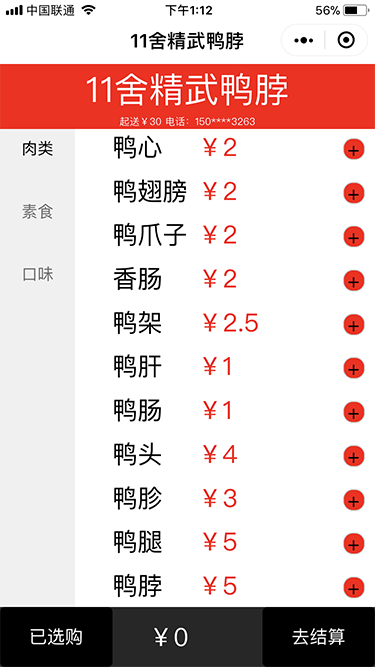 中国联通 下午1:12 56%
11舍精武鸭脖
11舍精武鸭脖
起送￥30 电话：150****3263
肉类
素食
口味
鸭心 ￥2
鸭翅膀 ￥2
鸭爪子 ￥2
香肠 ￥2
鸭架 ￥2.5
鸭肝 ￥1
鸭肠 ￥1
鸭头 ￥4
鸭胗 ￥3
鸭腿 ￥5
鸭脖 ￥5
已选购 ￥0 去结算